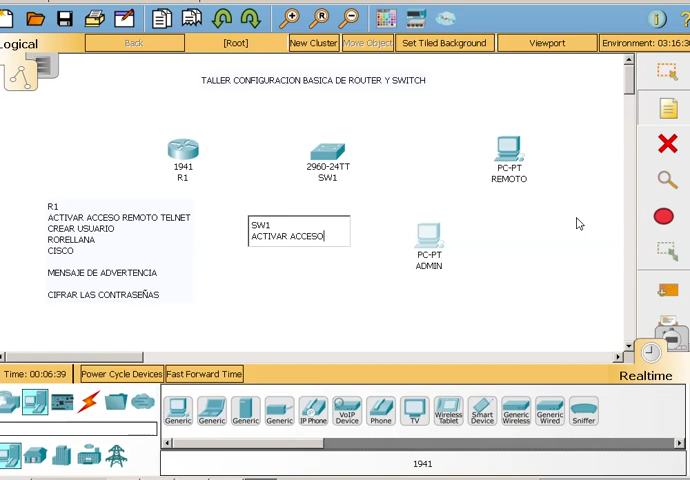 Logical
Back
[Root]
New Cluster
Move Object
Set Tiled Background
Viewport
Environment: 03:16:30
TALLER CONFIGURACION BASICA DE ROUTER Y SWITCH
1941
R1
2960-24TT
SW1
PC-PT
REMOTO
R1
ACTIVAR ACCESO REMOTO TELNET
CREAR USUARIO
RORELLANA
CISCO
MENSAJE DE ADVERTENCIA
CIFRAR LAS CONTRASEÑAS
SW1
ACTIVAR ACCESO
PC-PT
ADMIN
Time: 00:06:39
Power Cycle Devices
Fast Forward Time
Realtime
Generic
Generic
Generic
Generic
IP Phone
VoIP
Device
Phone
TV
Wireless
Tablet
Smart
Device
Generic
Wireless
Generic
Wired
Sniffer
1941